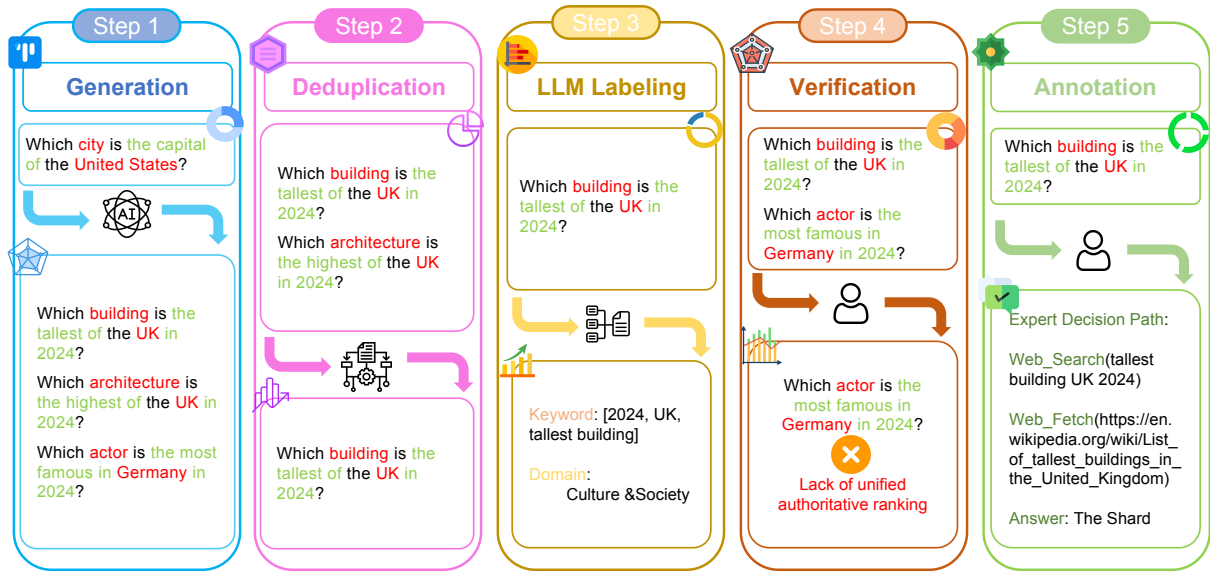 Step 1
Generation
Which city is the capital
of the United States?
AI
Which building is the
tallest of the UK in
2024?
Which architecture is
the highest of the UK in
2024?
Which actor is the most
famous in Germany in
2024?
Step 2
Deduplication
Which building is the
tallest of the UK in
2024?
Which architecture is
the highest of the UK
in 2024?
Which building is the
tallest of the UK in
2024?
Step 3
LLM Labeling
Which building is the
tallest of the UK in
2024?
Keyword: [2024, UK,
tallest building]
Domain:
Culture &Society
Step 4
Verification
Which building is the
tallest of the UK in
2024?
Which actor is the
most famous in
Germany in 2024?
Which actor is the
most famous in
Germany in 2024?
Lack of unified
authoritative ranking
Step 5
Annotation
Which building is the
tallest of the UK in
2024?
Expert Decision Path:
Web_Search(tallest
building UK 2024)
Web_Fetch(https://en.
wikipedia.org/wiki/List_
of_tallest_buildings_in_
the_United_Kingdom)
Answer: The Shard